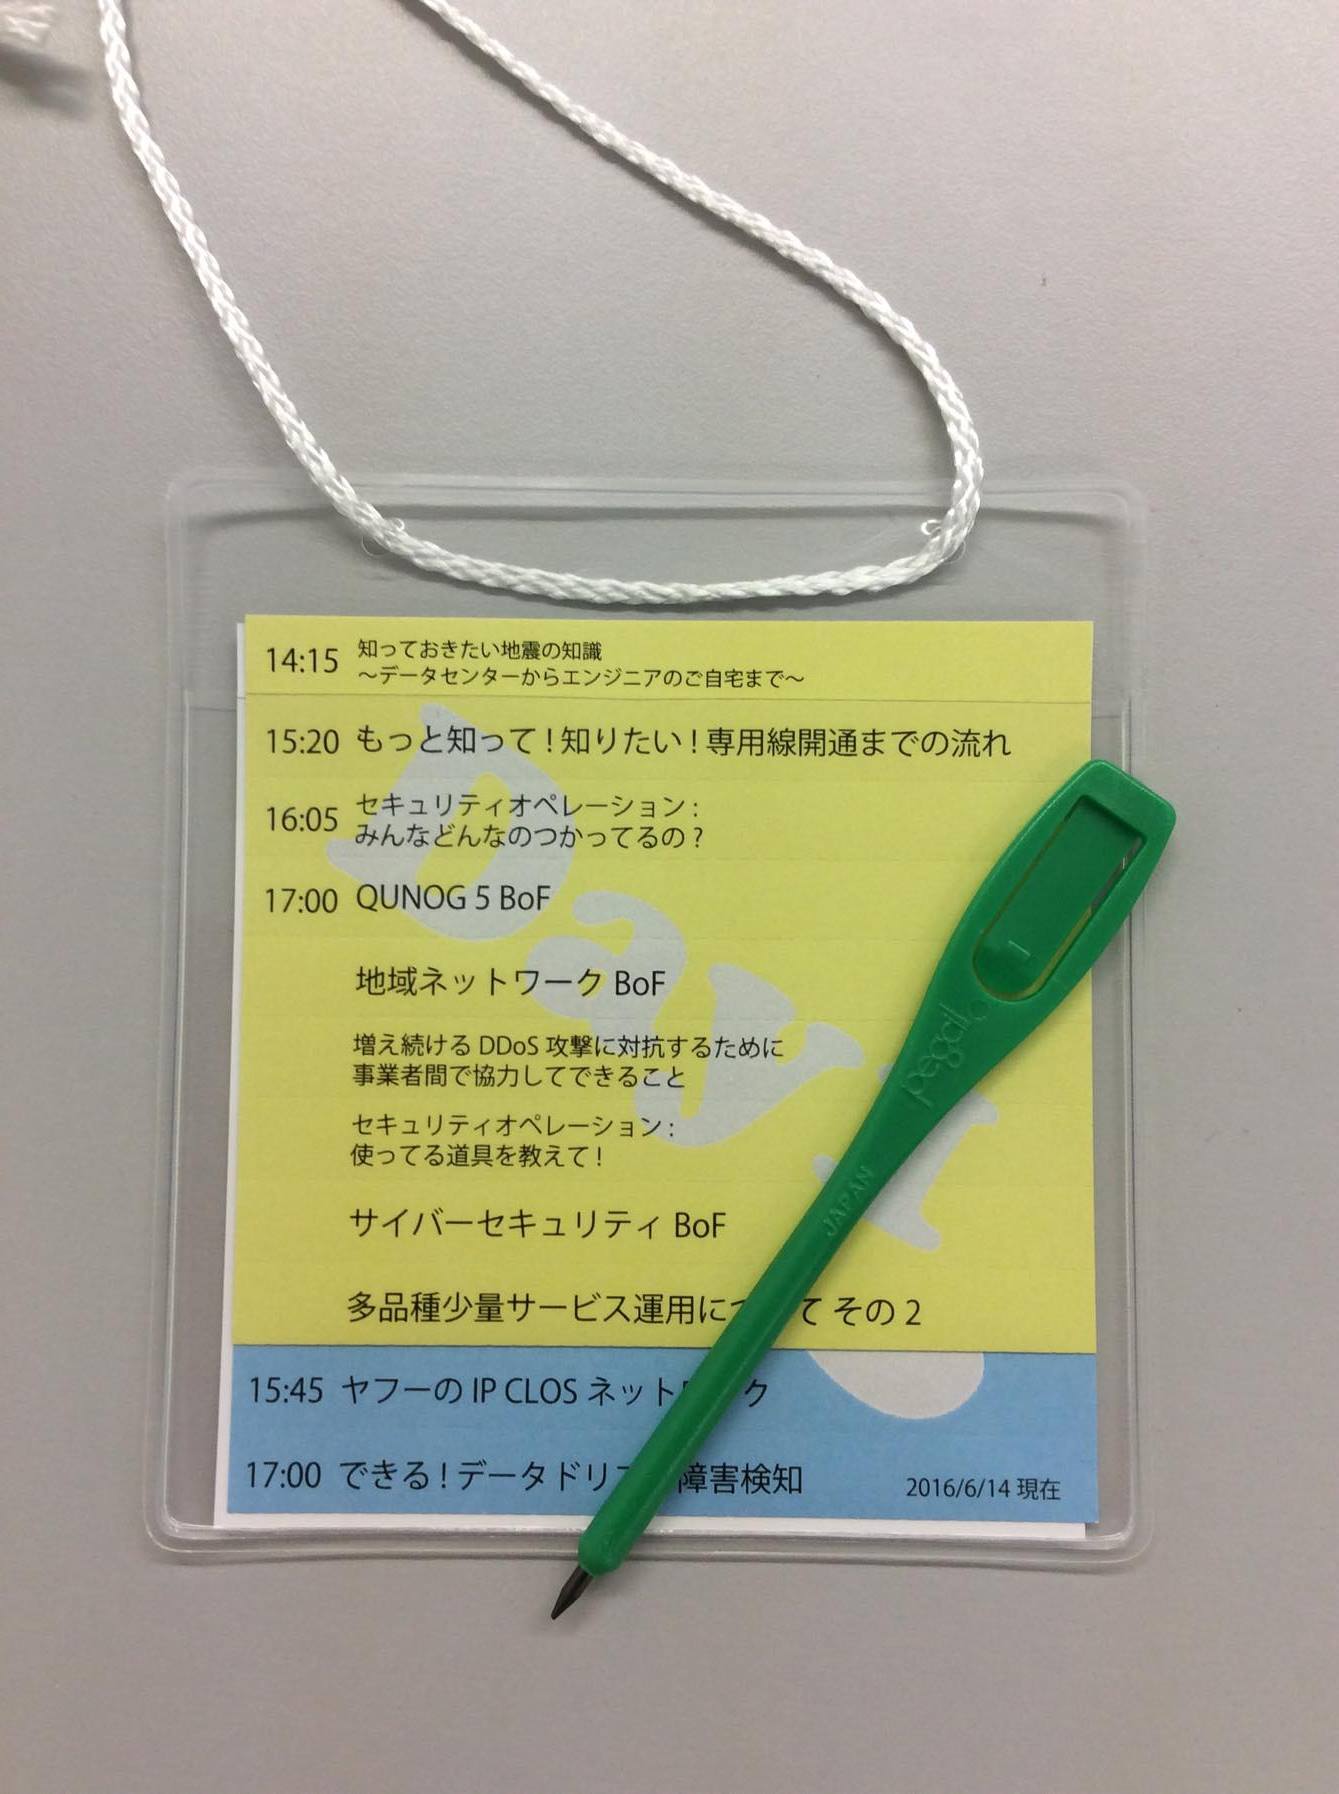 14:15 知っておきたい地震の知識
～データセンターからエンジニアのご自宅まで～
15:20 もっと知って！知りたい！専用線開通までの流れ
16:05 セキュリティオペレーション：
みんなどんなのつかってるの？
17:00 QUNOG 5 BoF
地域ネットワーク BoF
増え続ける DDoS 攻撃に対抗するために
事業者間で協力してできること
セキュリティオペレーション：
使ってる道具を教えて！
サイバーセキュリティ BoF
多品種少量サービス運用に て その 2
15:45 ヤフーの IP CLOS ネット ク
17:00 できる！データドリ 障害検知
2016/6/14 現在
Day 1
pegcil
JAPAN